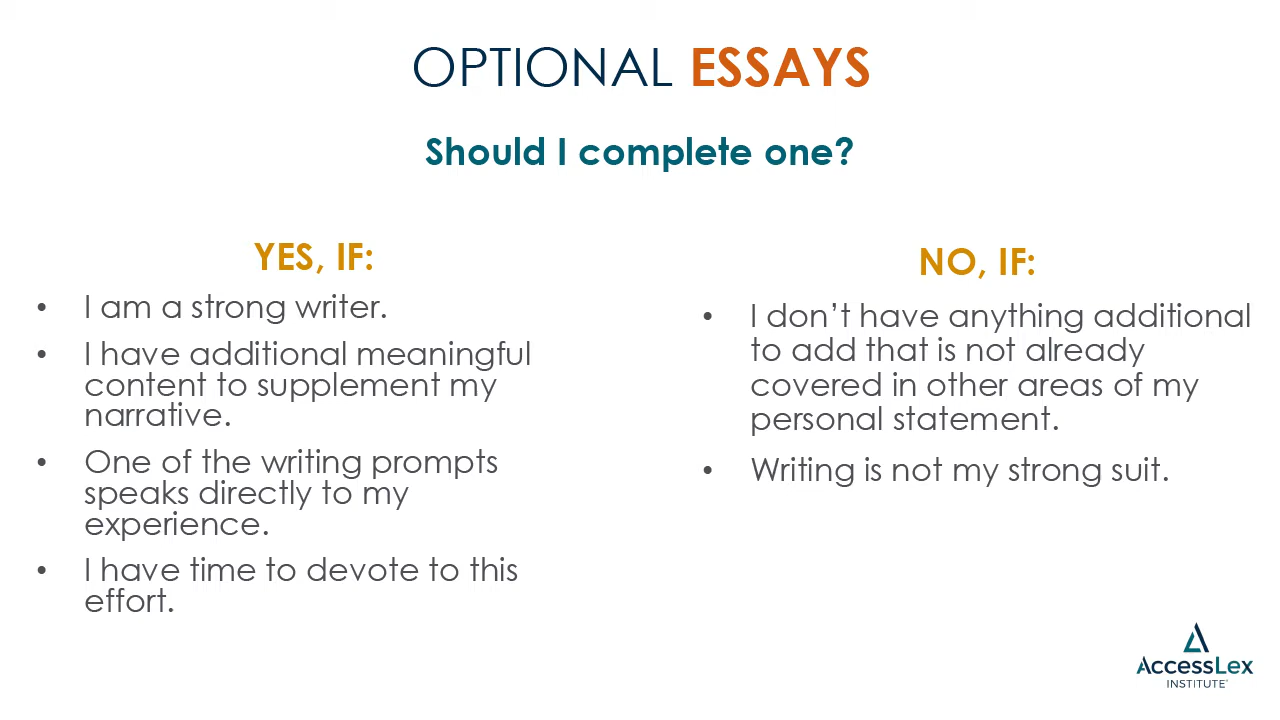 OPTIONAL ESSAYS
Should I complete one?
YES, IF:
• I am a strong writer.
• I have additional meaningful
content to supplement my
narrative.
• One of the writing prompts
speaks directly to my
experience.
• I have time to devote to this
effort.
NO, IF:
• I don’t have anything additional
to add that is not already
covered in other areas of my
personal statement.
• Writing is not my strong suit.
AccessLex
INSTITUTE